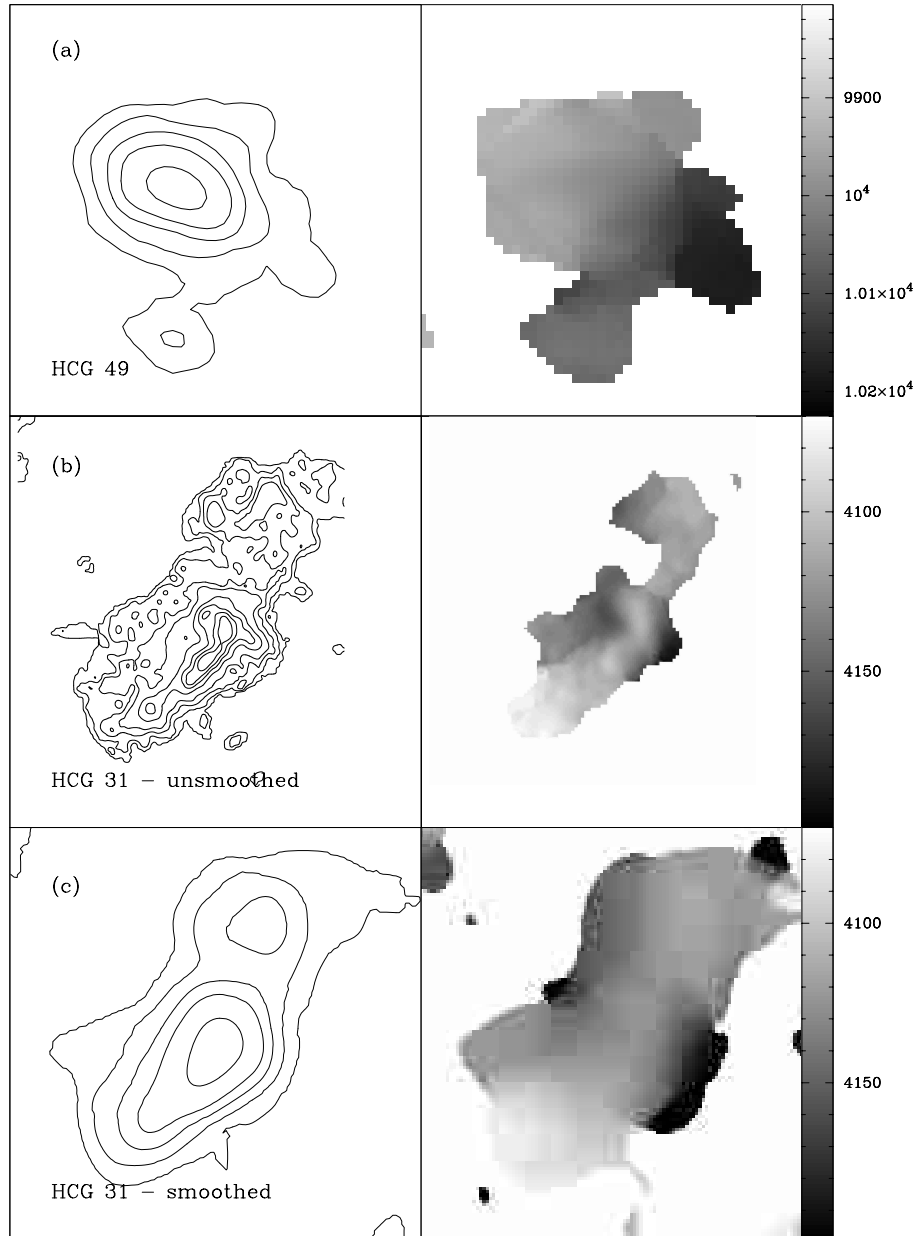 (a)
HCG 49
9900
10⁴
1.01×10⁴
1.02×10⁴
(b)
HCG 31 – unsmoothed
4100
4150
(c)
HCG 31 – smoothed
4100
4150